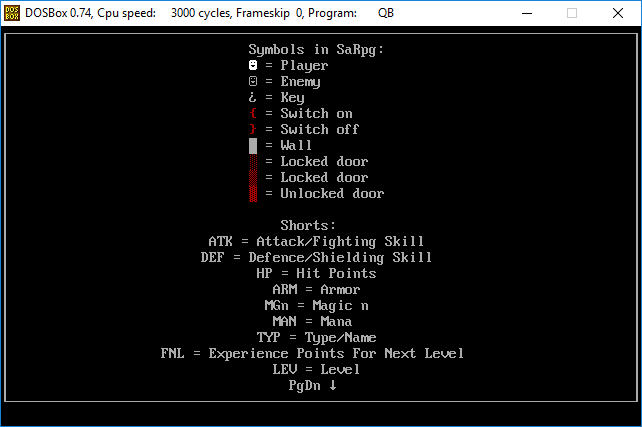 DOSBox 0.74, Cpu speed: 3000 cycles, Frameskip 0, Program: QB
Symbols in SaRpg:
☻ = Player
☺ = Enemy
¿ = Key
{ = Switch on
} = Switch off
█ = Wall
░ = Locked door
▒ = Locked door
▒ = Unlocked door
Shorts:
ATK = Attack/Fighting Skill
DEF = Defence/Shielding Skill
HP = Hit Points
ARM = Armor
MGn = Magic n
MAN = Mana
TYP = Type/Name
FNL = Experience Points For Next Level
LEV = Level
PgDn ↓